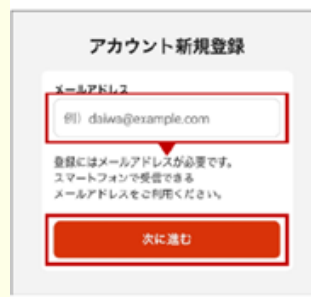 アカウント新規登録
メールアドレス
例）daiwa@example.com
登録にはメールアドレスが必要です。
スマートフォンで受信できる
メールアドレスをご利用ください。
次に進む